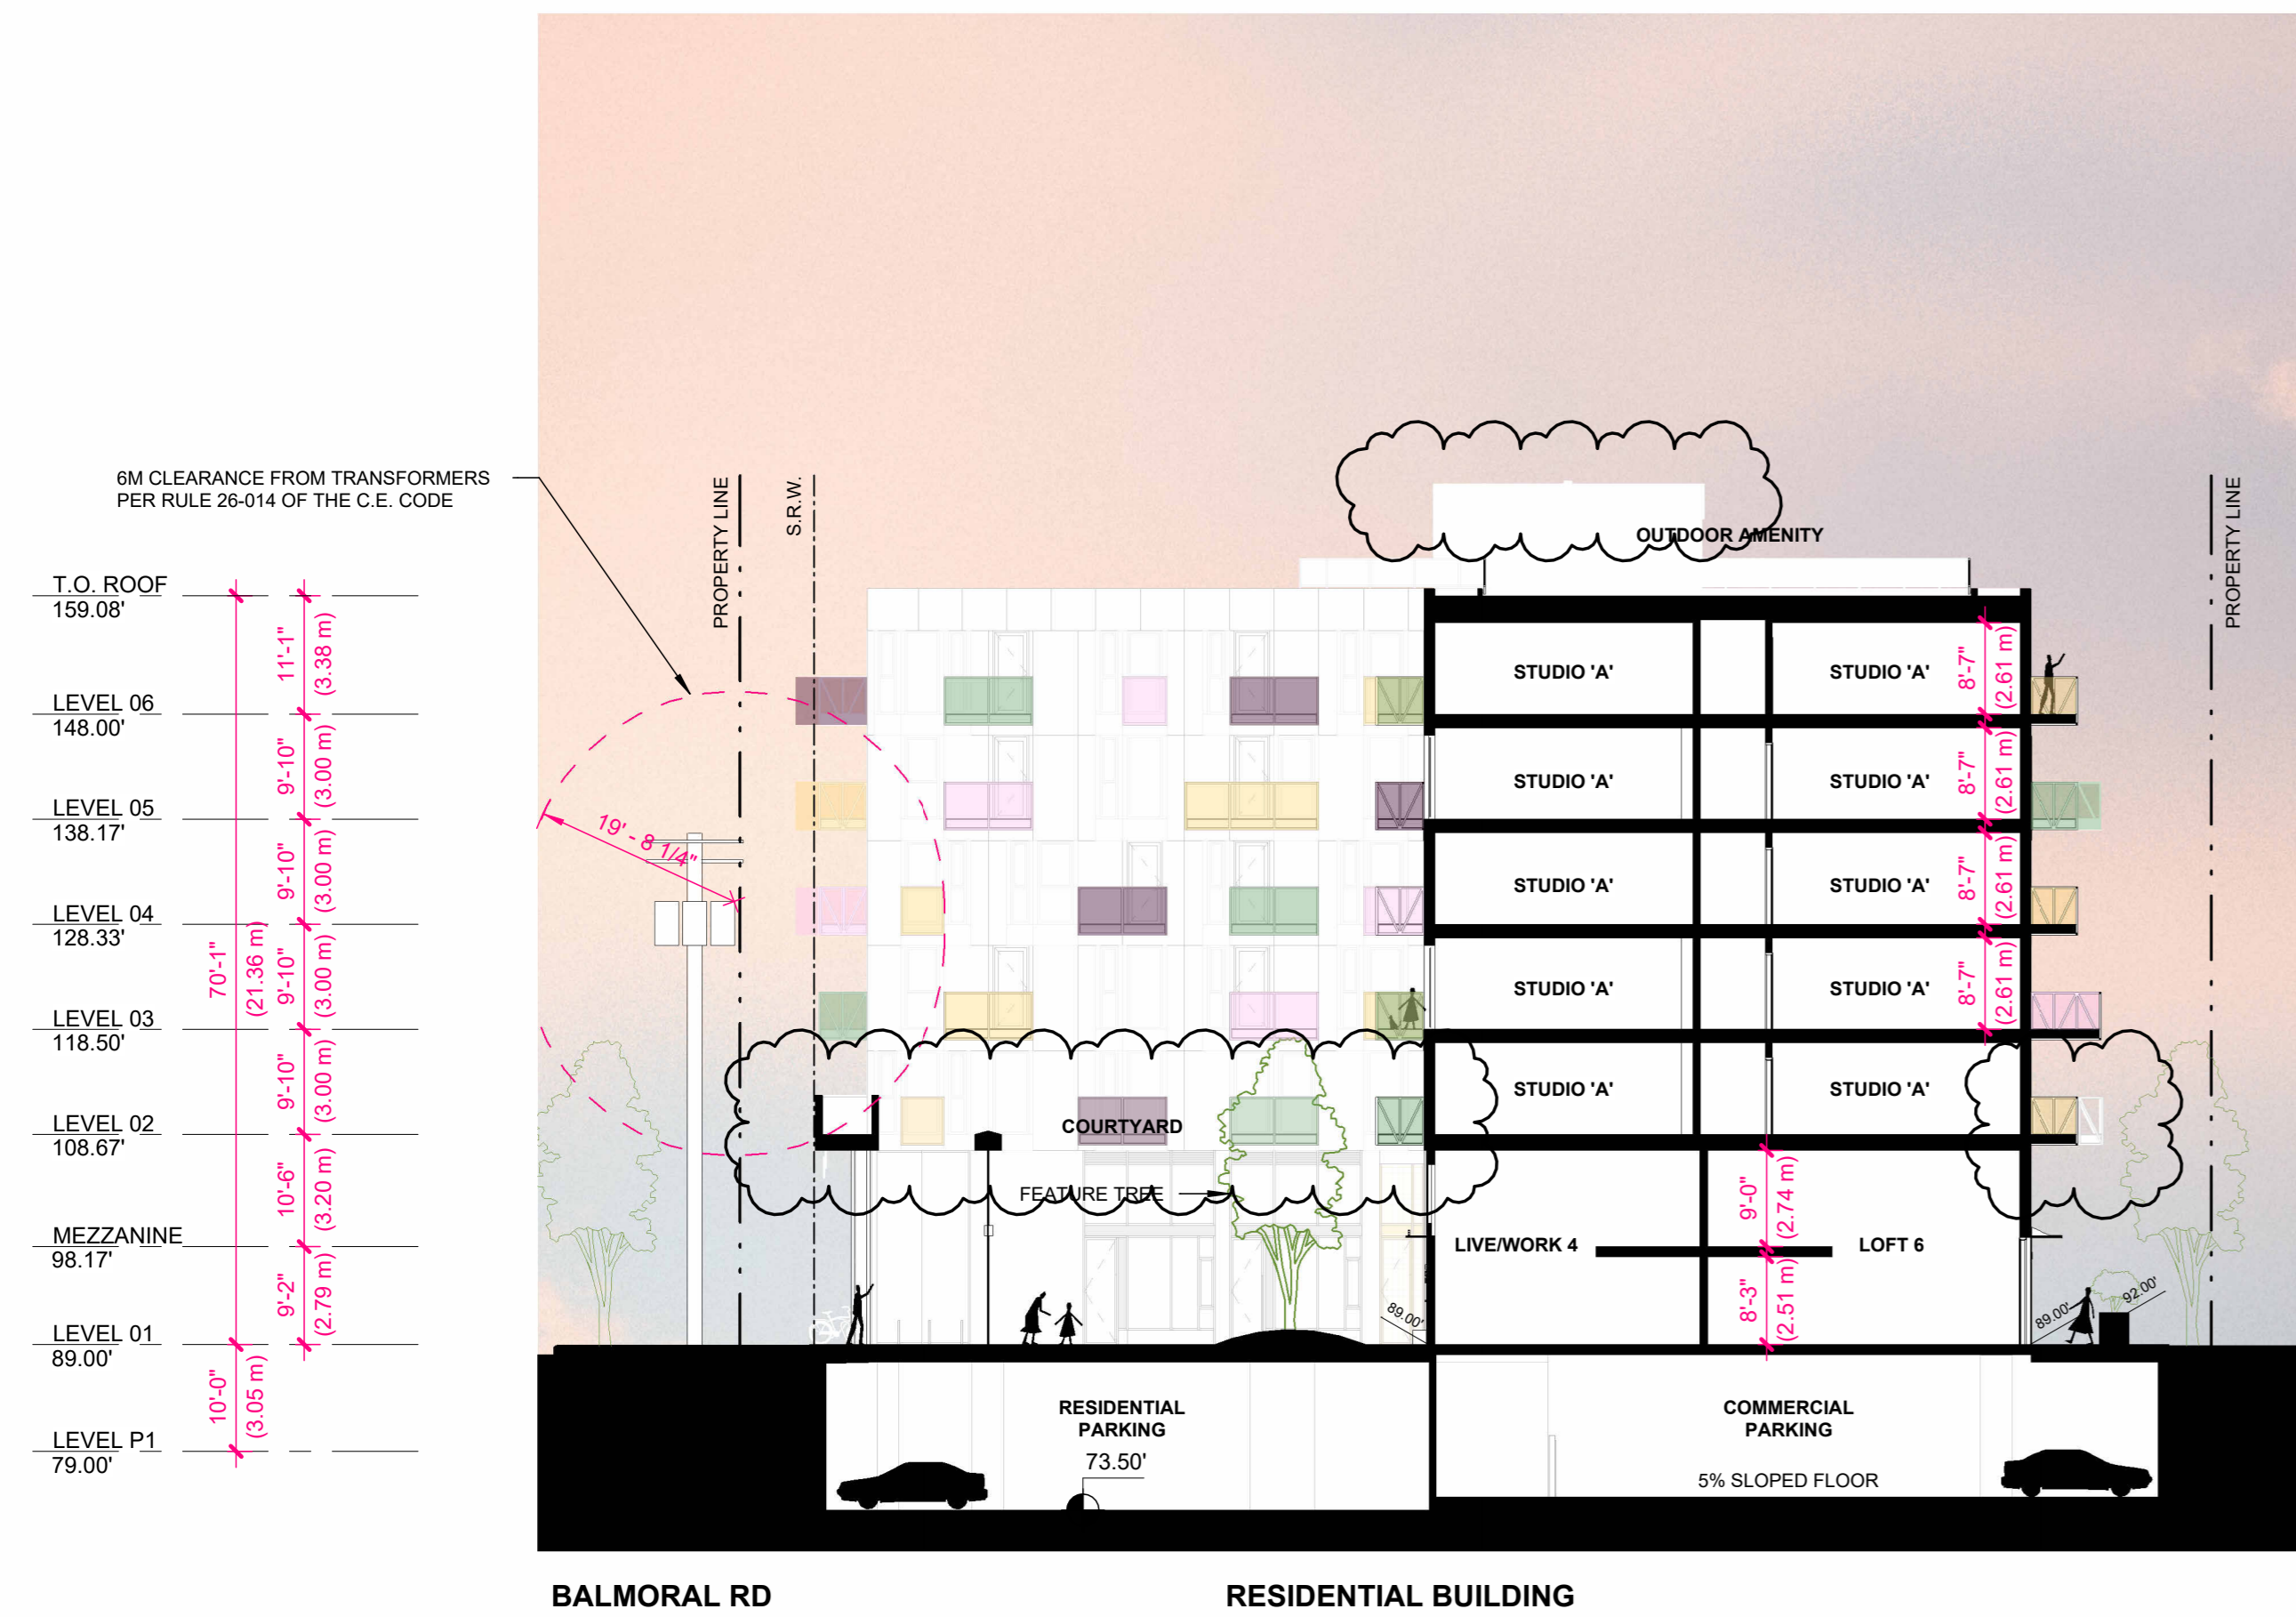 6M CLEARANCE FROM TRANSFORMERS
PER RULE 26-014 OF THE C.E. CODE
PROPERTY LINE
S.R.W.
PROPERTY LINE
OUTDOOR AMENITY
T.O. ROOF
159.08'
LEVEL 06
148.00'
LEVEL 05
138.17'
LEVEL 04
128.33'
LEVEL 03
118.50'
LEVEL 02
108.67'
MEZZANINE
98.17'
LEVEL 01
89.00'
LEVEL P1
79.00'
70'-1"
(21.36 m)
10'-0"
(3.05 m)
11'-1"
(3.38 m)
9'-10"
(3.00 m)
9'-10"
(3.00 m)
9'-10"
(3.00 m)
9'-10"
(3.00 m)
10'-6"
(3.20 m)
9'-2"
(2.79 m)
19' - 8 1/4"
STUDIO 'A' STUDIO 'A'
8'-7"
(2.61 m)
STUDIO 'A' STUDIO 'A'
8'-7"
(2.61 m)
STUDIO 'A' STUDIO 'A'
8'-7"
(2.61 m)
STUDIO 'A' STUDIO 'A'
8'-7"
(2.61 m)
STUDIO 'A' STUDIO 'A'
COURTYARD
FEATURE TREE
9'-0"
(2.74 m)
LIVE/WORK 4
LOFT 6
8'-3"
(2.51 m)
89.00'
89.00'
92.00'
RESIDENTIAL
PARKING
73.50'
COMMERCIAL
PARKING
5% SLOPED FLOOR
BALMORAL RD
RESIDENTIAL BUILDING